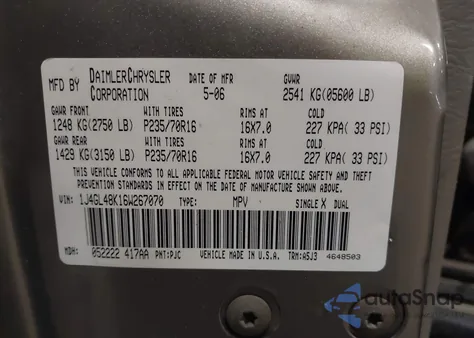 MFD BY DAIMLERCHRYSLER CORPORATION DATE OF MFR 5-06 GVWR 2541 KG(05600 LB)
GAWR FRONT WITH TIRES RIMS AT COLD
1248 KG(2750 LB) P235/70R16 16X7.0 227 KPA( 33 PSI)
GAWR REAR WITH TIRES RIMS AT COLD
1429 KG(3150 LB) P235/70R16 16X7.0 227 KPA( 33 PSI)
THIS VEHICLE CONFORMS TO ALL APPLICABLE FEDERAL MOTOR VEHICLE SAFETY AND THEFT
PREVENTION STANDARDS IN EFFECT ON THE DATE OF MANUFACTURE SHOWN ABOVE.
VIN: 1J4GL48K16W267070 TYPE: MPV SINGLE X DUAL
MDH: 052222 417AA PNT:PJC VEHICLE MADE IN U.S.A. TRM:A5J3 4648503
autoSnap